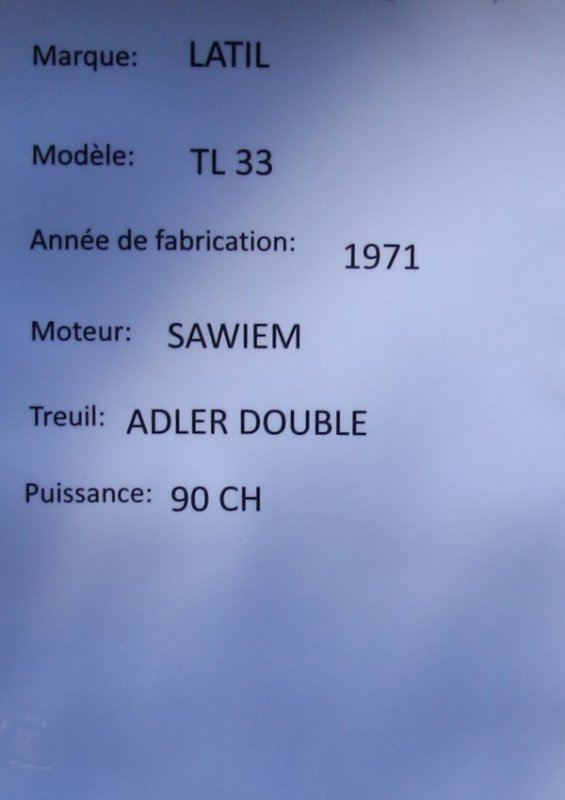 Marque: LATIL
Modèle: TL 33
Année de fabrication: 1971
Moteur: SAWIEM
Treuil: ADLER DOUBLE
Puissance: 90 CH